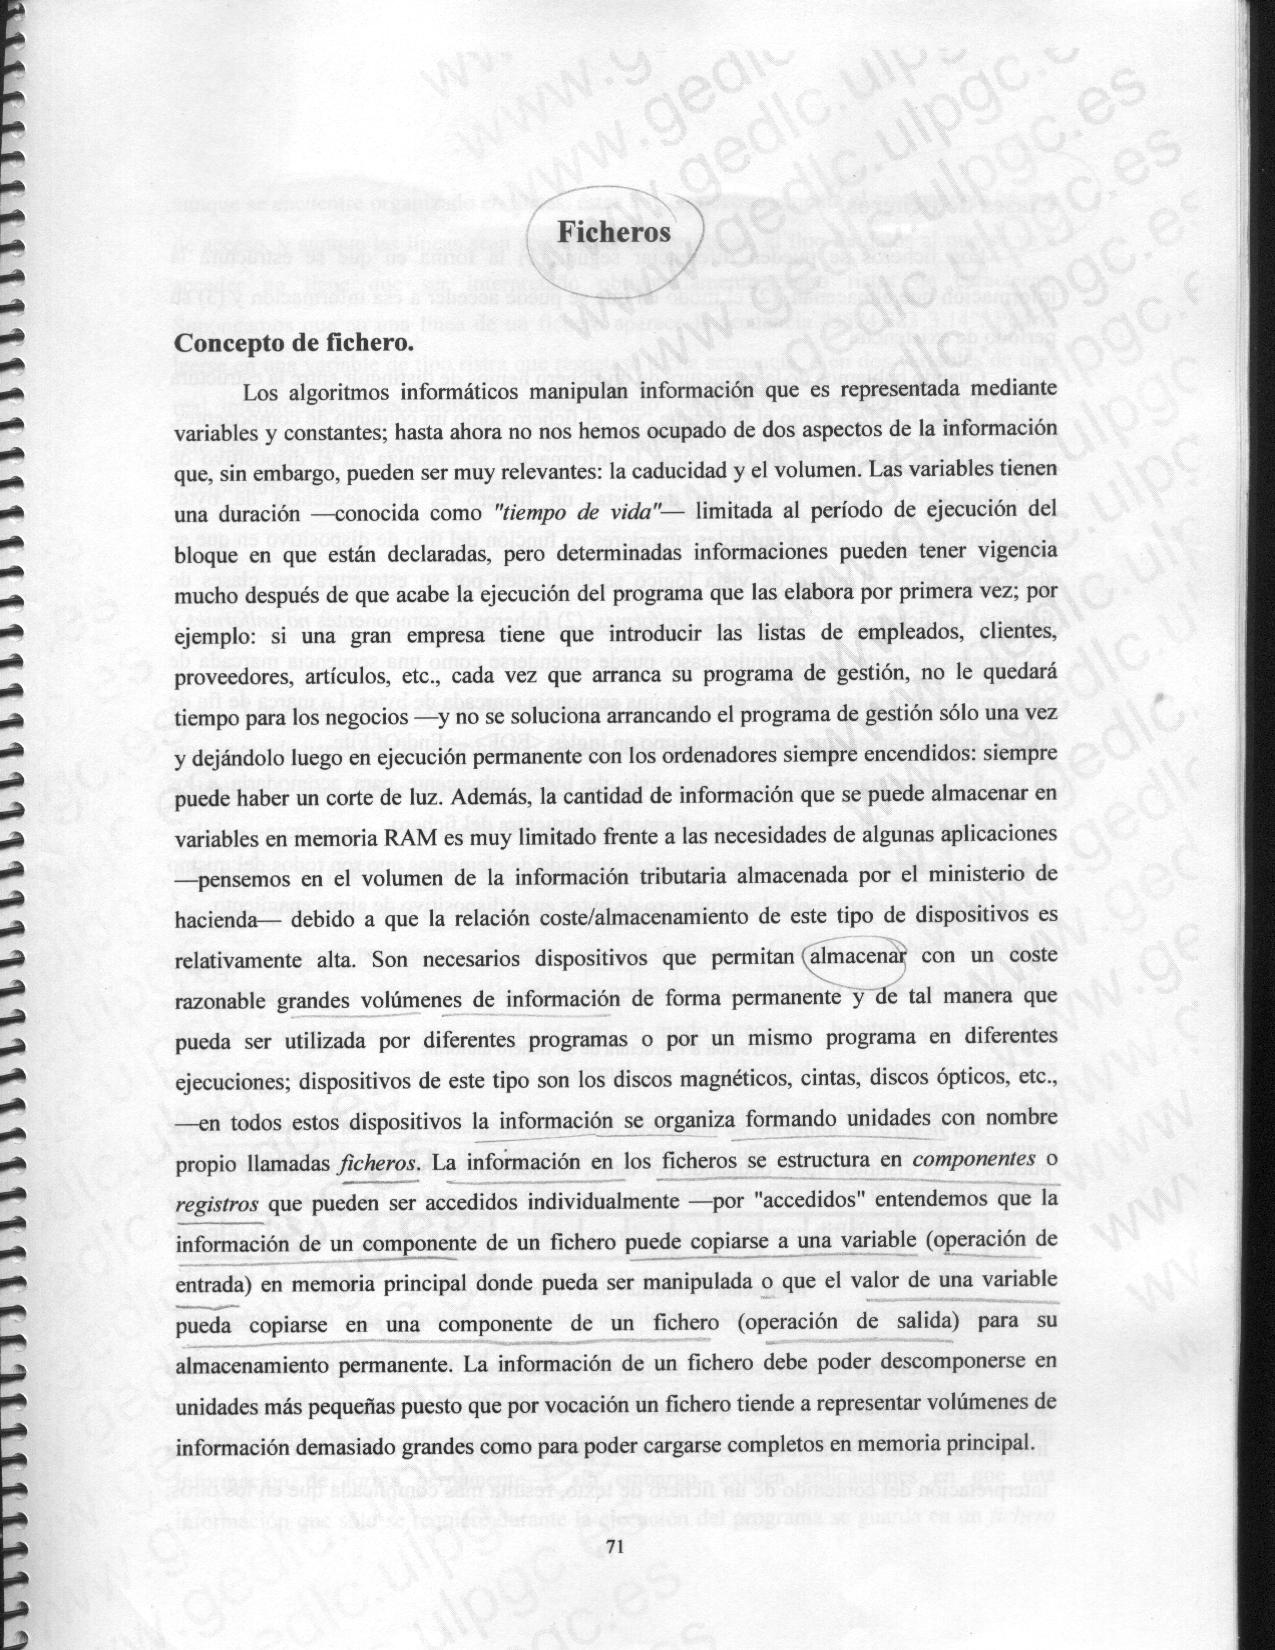 Ficheros
Concepto de fichero.
Los algoritmos informáticos manipulan información que es representada mediante
variables y constantes; hasta ahora no nos hemos ocupado de dos aspectos de la información
que, sin embargo, pueden ser muy relevantes: la caducidad y el volumen. Las variables tienen
una duración —conocida como "tiempo de vida"— limitada al período de ejecución del
bloque en que están declaradas, pero determinadas informaciones pueden tener vigencia
mucho después de que acabe la ejecución del programa que las elabora por primera vez; por
ejemplo: si una gran empresa tiene que introducir las listas de empleados, clientes,
proveedores, artículos, etc., cada vez que arranca su programa de gestión, no le quedará
tiempo para los negocios —y no se soluciona arrancando el programa de gestión sólo una vez
y dejándolo luego en ejecución permanente con los ordenadores siempre encendidos: siempre
puede haber un corte de luz. Además, la cantidad de información que se puede almacenar en
variables en memoria RAM es muy limitado frente a las necesidades de algunas aplicaciones
—pensemos en el volumen de la información tributaria almacenada por el ministerio de
hacienda— debido a que la relación coste/almacenamiento de este tipo de dispositivos es
relativamente alta. Son necesarios dispositivos que permitan almacenar con un coste
razonable grandes volúmenes de información de forma permanente y de tal manera que
pueda ser utilizada por diferentes programas o por un mismo programa en diferentes
ejecuciones; dispositivos de este tipo son los discos magnéticos, cintas, discos ópticos, etc.,
—en todos estos dispositivos la información se organiza formando unidades con nombre
propio llamadas ficheros. La información en los ficheros se estructura en componentes o
registros que pueden ser accedidos individualmente —por "accedidos" entendemos que la
información de un componente de un fichero puede copiarse a una variable (operación de
entrada) en memoria principal donde pueda ser manipulada o que el valor de una variable
pueda copiarse en una componente de un fichero (operación de salida) para su
almacenamiento permanente. La información de un fichero debe poder descomponerse en
unidades más pequeñas puesto que por vocación un fichero tiende a representar volúmenes de
información demasiado grandes como para poder cargarse completos en memoria principal.
71
www.gedlc.ulpgc.es